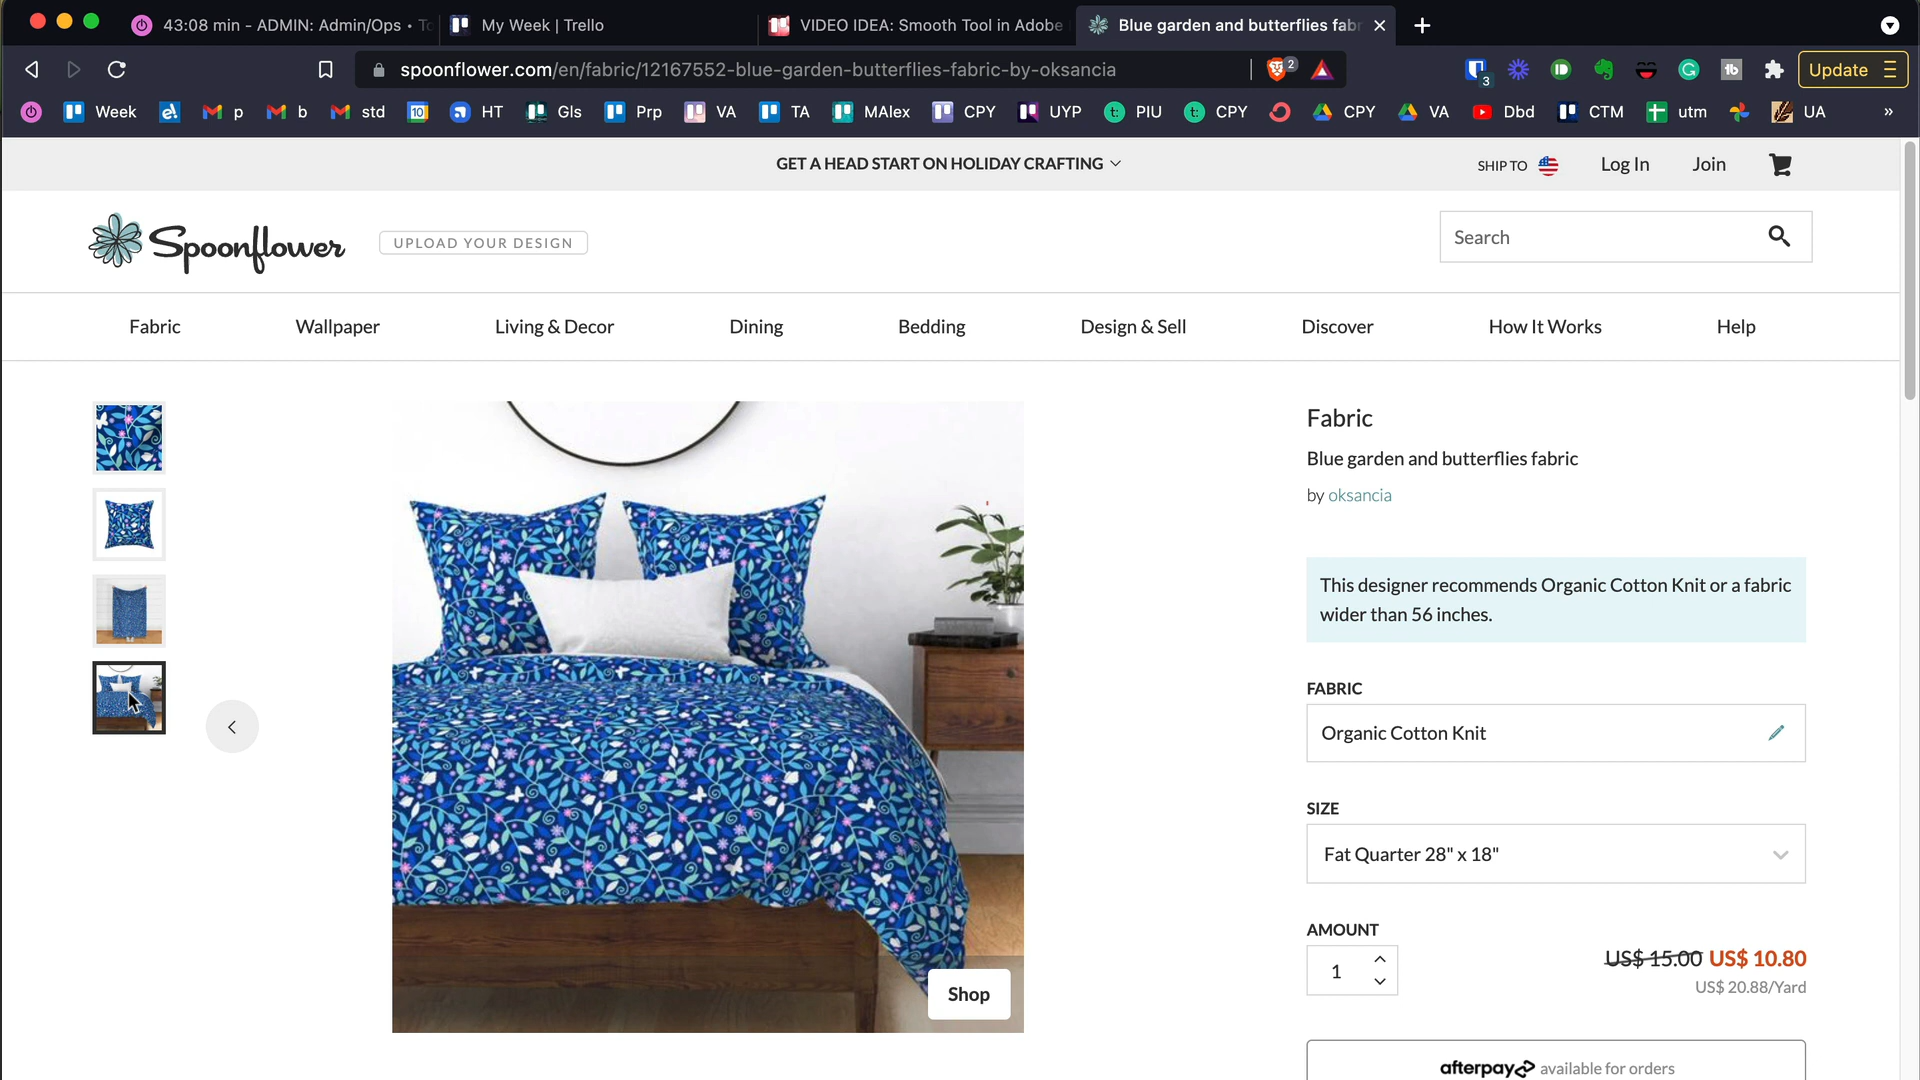 43:08 min - ADMIN: Admin/Ops •
My Week | Trello
VIDEO IDEA: Smooth Tool in Adobe
Blue garden and butterflies fabr
spoonflower.com/en/fabric/12167552-blue-garden-butterflies-fabric-by-oksancia
2
3
Update
Week
p
b
std
10
HT
Gls
Prp
VA
TA
MAlex
CPY
UYP
t: PIU
t: CPY
CPY
VA
Dbd
CTM
utm
UA
»
GET A HEAD START ON HOLIDAY CRAFTING
SHIP TO
Log In
Join
Spoonflower
UPLOAD YOUR DESIGN
Search
Fabric
Wallpaper
Living & Decor
Dining
Bedding
Design & Sell
Discover
How It Works
Help
Fabric
Blue garden and butterflies fabric
by oksancia
This designer recommends Organic Cotton Knit or a fabric
wider than 56 inches.
FABRIC
Organic Cotton Knit
SIZE
Fat Quarter 28" x 18"
AMOUNT
1
US$ 15.00 US$ 10.80
US$ 20.88/Yard
Shop
afterpay available for orders